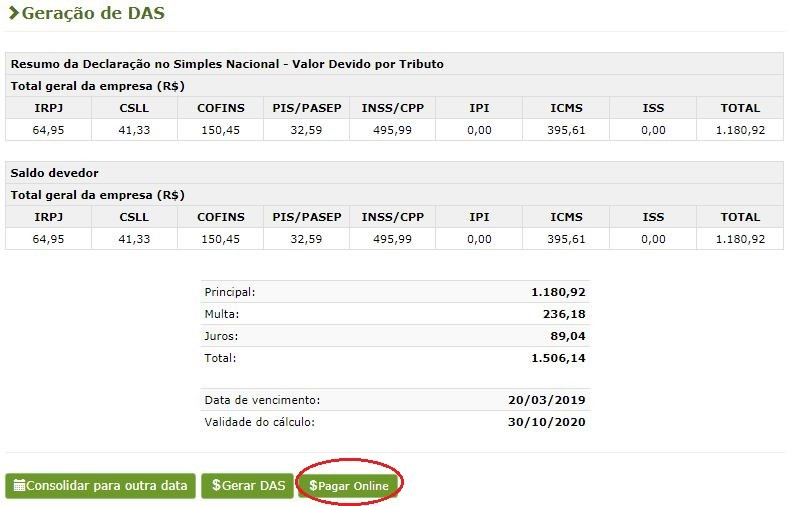 Geração de DAS
Resumo da Declaração no Simples Nacional - Valor Devido por Tributo
Total geral da empresa (R$)
IRPJ CSLL COFINS PIS/PASEP INSS/CPP IPI ICMS ISS TOTAL
64,95 41,33 150,45 32,59 495,99 0,00 395,61 0,00 1.180,92
Saldo devedor
Total geral da empresa (R$)
IRPJ CSLL COFINS PIS/PASEP INSS/CPP IPI ICMS ISS TOTAL
64,95 41,33 150,45 32,59 495,99 0,00 395,61 0,00 1.180,92
Principal: 1.180,92
Multa: 236,18
Juros: 89,04
Total: 1.506,14
Data de vencimento: 20/03/2019
Validade do cálculo: 30/10/2020
Consolidar para outra data $Gerar DAS $Pagar Online